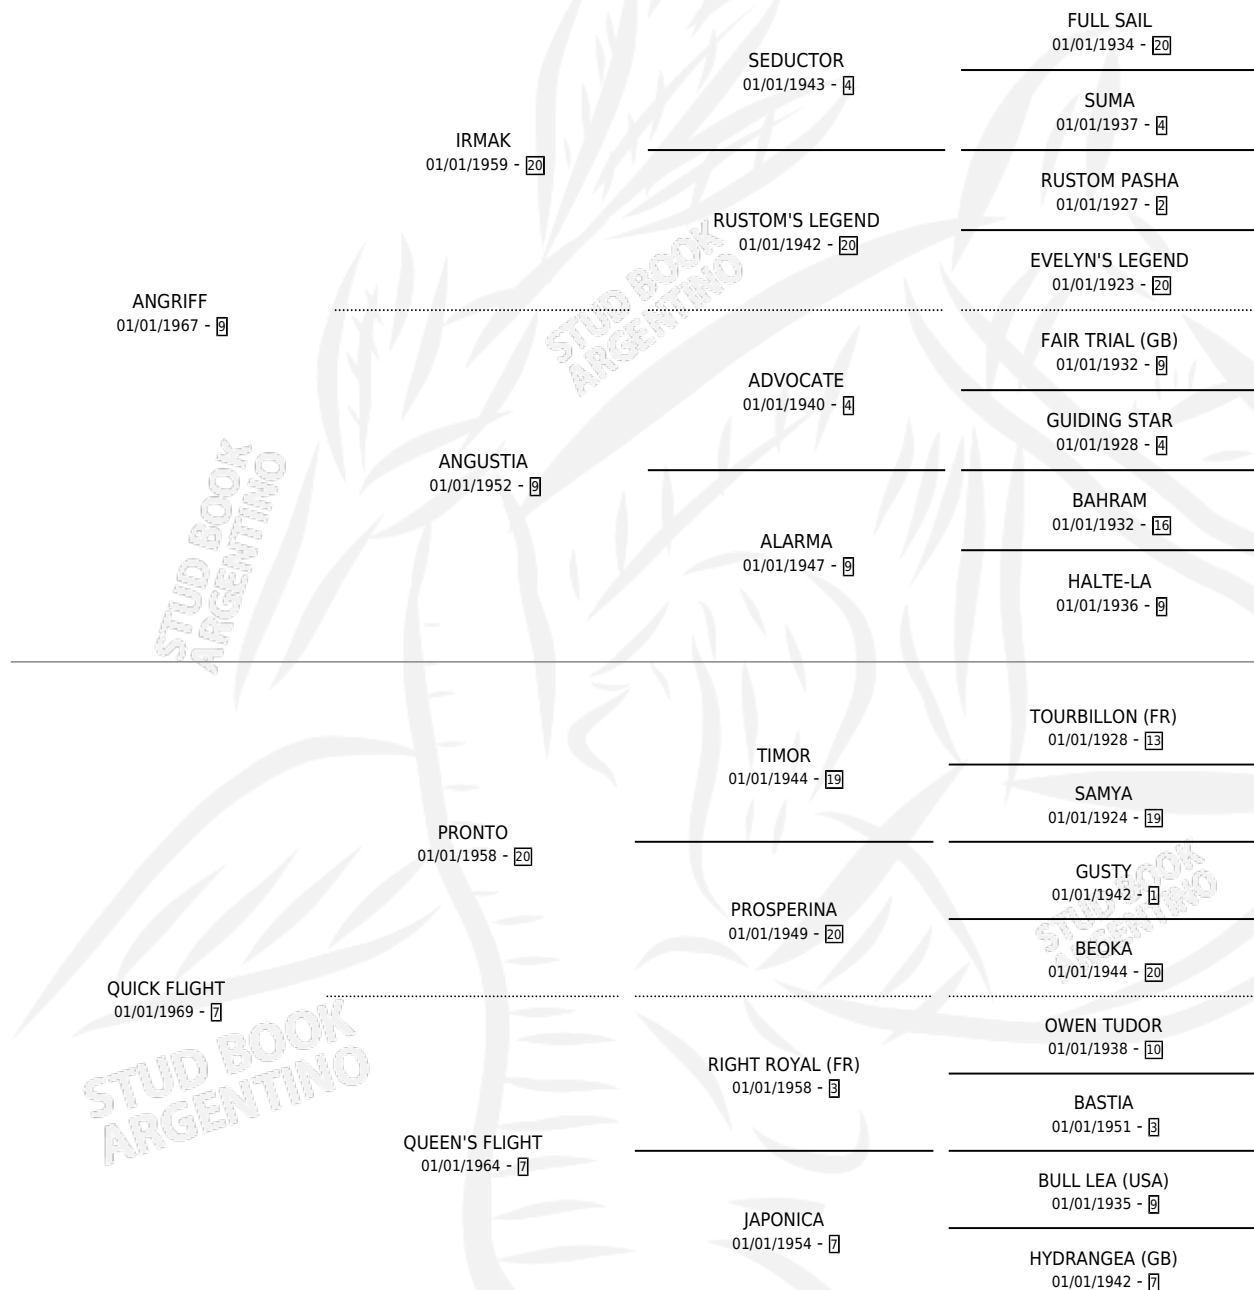 FULL SAIL
01/01/1934 - 20
SEDUCTOR
01/01/1943 - 4
SUMA
01/01/1937 - 4
IRMAK
01/01/1959 - 20
RUSTOM PASHA
01/01/1927 - 2
RUSTOM'S LEGEND
01/01/1942 - 20
EVELYN'S LEGEND
01/01/1923 - 20
ANGRIFF
01/01/1967 - 9
STUD BOOK
ARGENTINO
FAIR TRIAL (GB)
01/01/1932 - 9
ADVOCATE
01/01/1940 - 4
GUIDING STAR
01/01/1928 - 4
ANGUSTIA
01/01/1952 - 9
BAHRAM
01/01/1932 - 16
ALARMA
01/01/1947 - 9
HALTE-LA
01/01/1936 - 9
STUD BOOK
ARGENTINO
TOURBILLON (FR)
01/01/1928 - 13
TIMOR
01/01/1944 - 19
SAMYA
01/01/1924 - 19
PRONTO
01/01/1958 - 20
GUSTY
01/01/1942 - 1
PROSPERINA
01/01/1949 - 20
BEOKA
01/01/1944 - 20
STUD BOOK
ARGENTINO
QUICK FLIGHT
01/01/1969 - 7
OWEN TUDOR
01/01/1938 - 10
RIGHT ROYAL (FR)
01/01/1958 - 3
BASTIA
01/01/1951 - 3
STUD BOOK
ARGENTINO
QUEEN'S FLIGHT
01/01/1964 - 7
BULL LEA (USA)
01/01/1935 - 9
JAPONICA
01/01/1954 - 7
HYDRANGEA (GB)
01/01/1942 - 7